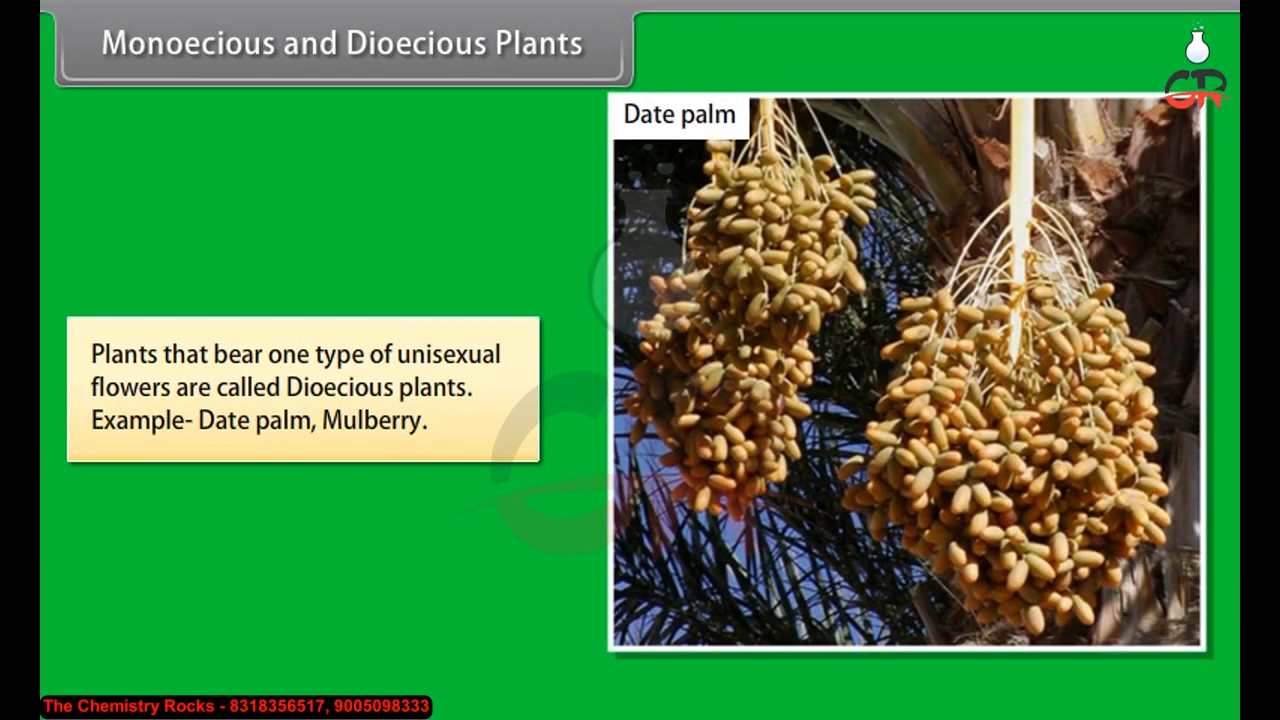 Monoecious and Dioecious Plants
CR
Date palm
Plants that bear one type of unisexual
flowers are called Dioecious plants.
Example- Date palm, Mulberry.
The Chemistry Rocks - 8318356517, 9005098333